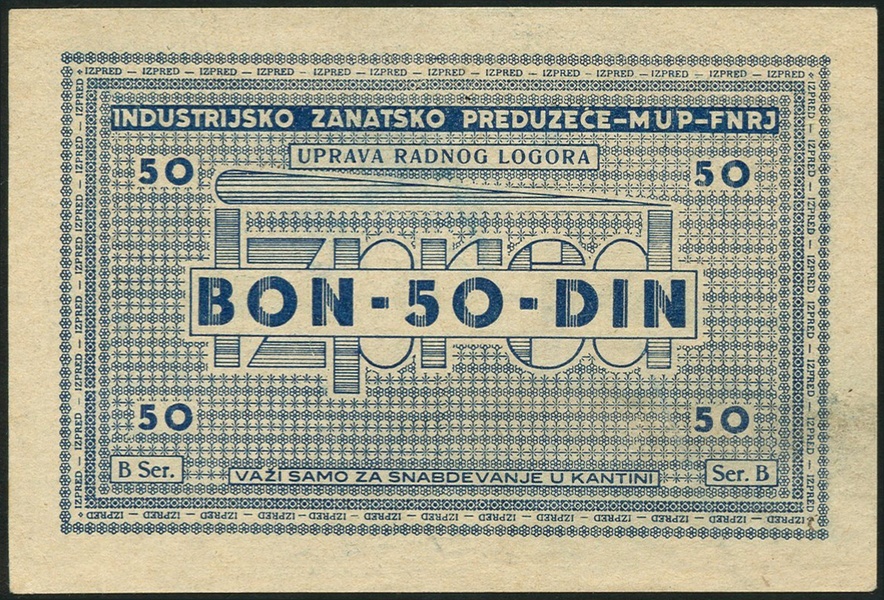 IZPRED — IZPRED — IZPRED — IZPRED — IZPRED — IZPRED — IZPRED — IZPRED — IZPRED — IZPRED — IZPRED — IZPRED — IZPRED
INDUSTRIJSKO ZANATSKO PREDUZEĆE-MUP-FNRJ
UPRAVA RADNOG LOGORA
50 50
Izpred
BON-50-DIN
50 50
B Ser. Ser. B
VAŽI SAMO ZA SNABDEVANJE U KANTINI